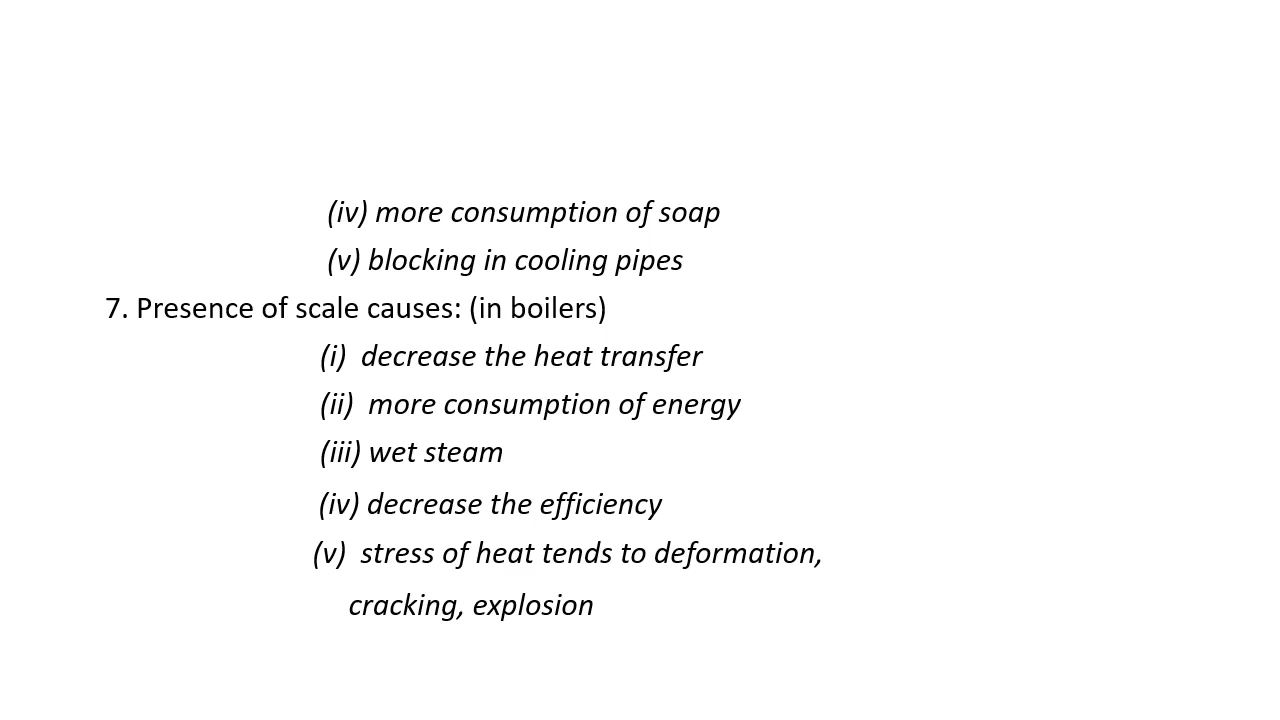 (iv) more consumption of soap
(v) blocking in cooling pipes
7. Presence of scale causes: (in boilers)
(i) decrease the heat transfer
(ii) more consumption of energy
(iii) wet steam
(iv) decrease the efficiency
(v) stress of heat tends to deformation,
cracking, explosion